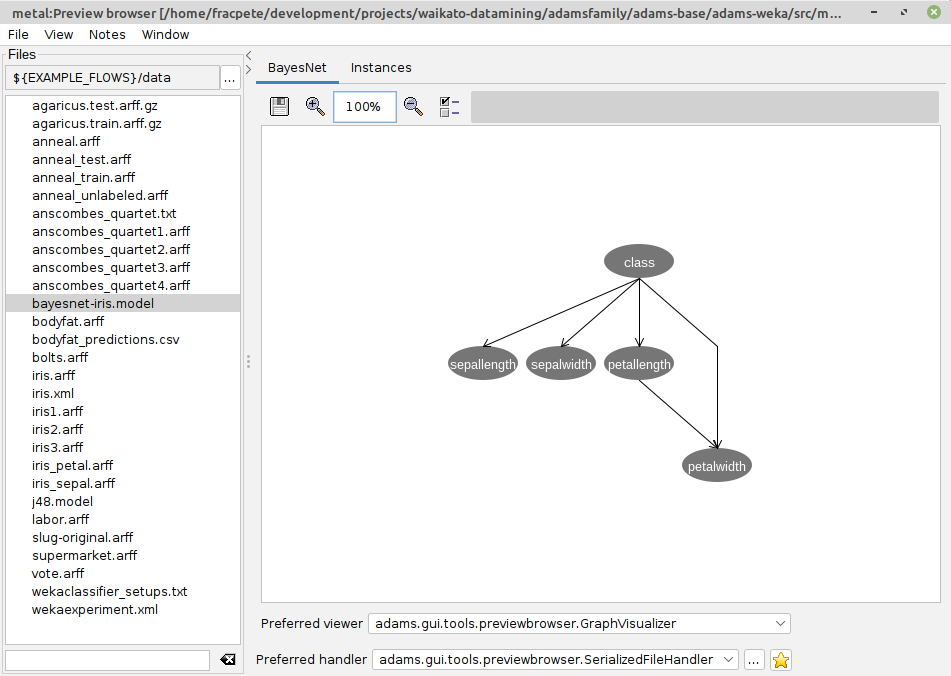 metal:Preview browser [/home/fracpete/development/projects/waikato-datamining/adamsfamily/adams-base/adams-weka/src/m...
File View Notes Window
Files
${EXAMPLE_FLOWS}/data
...
agaricus.test.arff.gz
agaricus.train.arff.gz
anneal.arff
anneal_test.arff
anneal_train.arff
anneal_unlabeled.arff
anscombes_quartet.txt
anscombes_quartet1.arff
anscombes_quartet2.arff
anscombes_quartet3.arff
anscombes_quartet4.arff
bayesnet-iris.model
bodyfat.arff
bodyfat_predictions.csv
bolts.arff
iris.arff
iris.xml
iris1.arff
iris2.arff
iris3.arff
iris_petal.arff
iris_sepal.arff
j48.model
labor.arff
slug-original.arff
supermarket.arff
vote.arff
wekaclassifier_setups.txt
wekaexperiment.xml
BayesNet Instances
100%
class
sepallength sepalwidth petallength
petalwidth
Preferred viewer adams.gui.tools.previewbrowser.GraphVisualizer
Preferred handler adams.gui.tools.previewbrowser.SerializedFileHandler ...